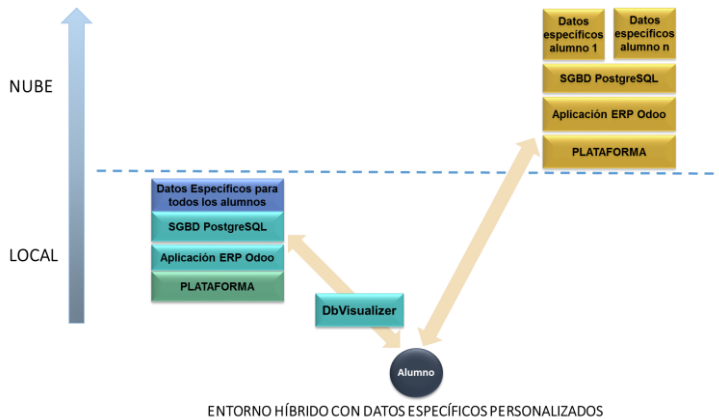 Datos
específicos
alumno 1
Datos
específicos
alumno n
NUBE
SGBD PostgreSQL
Aplicación ERP Odoo
PLATAFORMA
Datos Específicos para
todos los alumnos
SGBD PostgreSQL
LOCAL
Aplicación ERP Odoo
PLATAFORMA
DbVisualizer
Alumno
ENTORNO HÍBRIDO CON DATOS ESPECÍFICOS PERSONALIZADOS